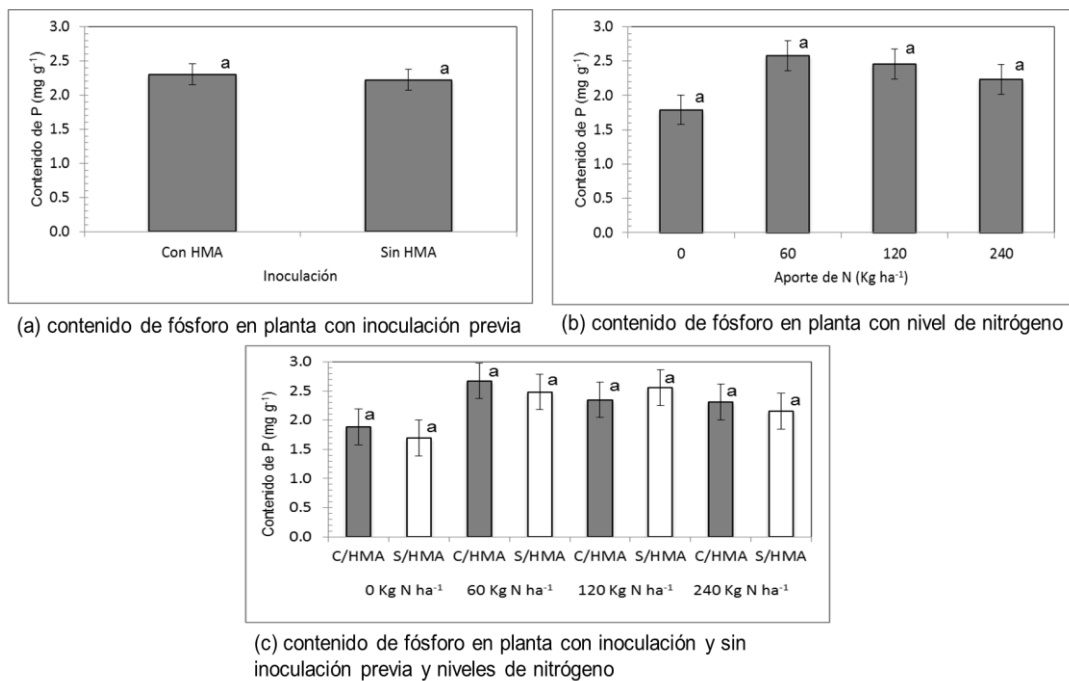 3.0
2.5
2.0
1.5
1.0
0.5
0.0
Contenido de P (mg g⁻¹)
a
a
Con HMA
Sin HMA
Inoculación
(a) contenido de fósforo en planta con inoculación previa
3.0
2.5
2.0
1.5
1.0
0.5
0.0
Contenido de P (mg g⁻¹)
a
a
a
a
0
60
120
240
Aporte de N (Kg ha⁻¹)
(b) contenido de fósforo en planta con nivel de nitrógeno
3.0
2.5
2.0
1.5
1.0
0.5
0.0
Contenido de P (mg g⁻¹)
a
a
a
a
a
a
a
a
C/HMA S/HMA C/HMA S/HMA C/HMA S/HMA C/HMA S/HMA
0 Kg N ha⁻¹ 60 Kg N ha⁻¹ 120 Kg N ha⁻¹ 240 Kg N ha⁻¹
(c) contenido de fósforo en planta con inoculación y sin
inoculación previa y niveles de nitrógeno